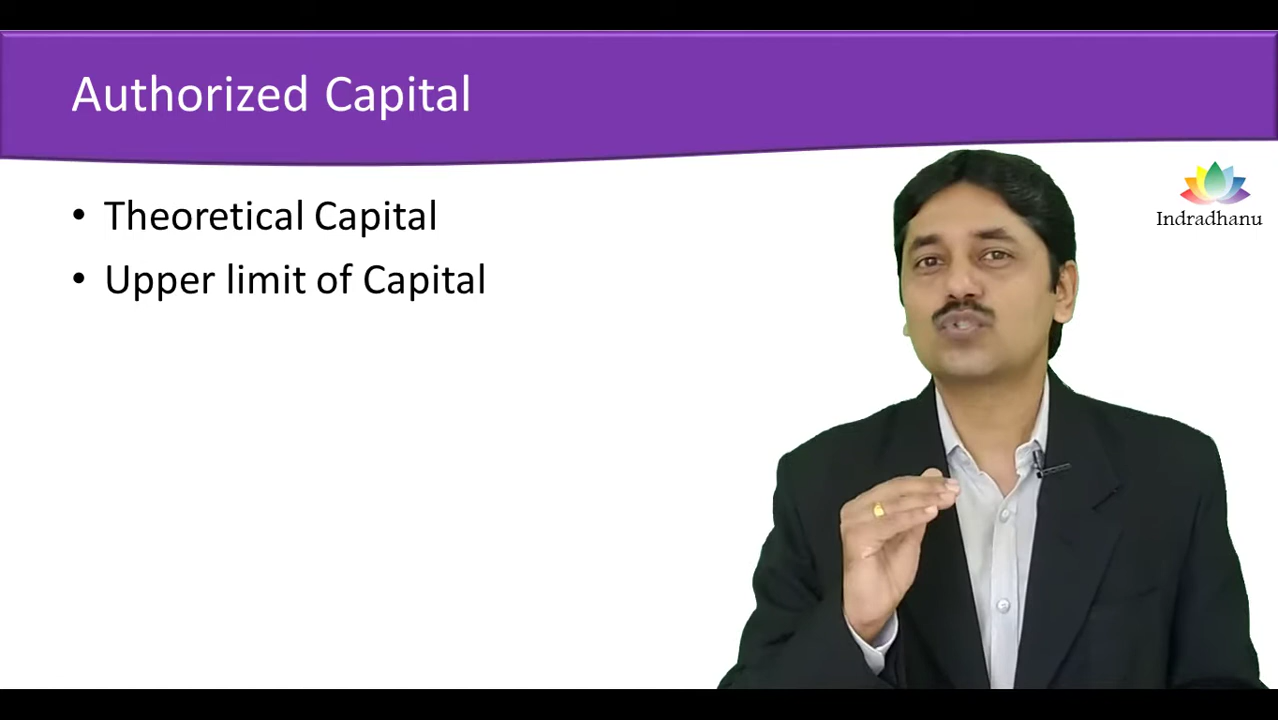 Authorized Capital
• Theoretical Capital
• Upper limit of Capital
Indradhanu